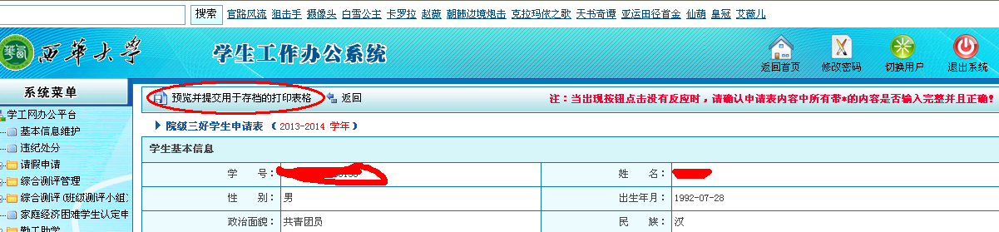 搜索 官路风流 狙击手 摄像头 白雪公主 卡罗拉 赵薇 朝韩边境炮击 克拉玛依之歌 天书奇谭 亚运田径首金 仙葫 皇冠 艾薇儿
西华大学 学生工作办公系统
返回首页 修改密码 切换用户 退出系统
系统菜单
预览并提交用于存档的打印表格 返回 注：当出现按钮点击没有反应时，请确认申请表内容中所有带*的内容是否输入完整并且正确！
学工网办公平台
基本信息维护
违纪处分
请假申请
综合测评管理
综合测评(班级测评小组)
家庭经济困难学生认定申
勤工助学
院级三好学生申请表 （ 2013-2014 学年 ）
学生基本信息
学 号： 姓 名：
性 别： 男 出生年月： 1992-07-28
政治面貌： 共青团员 民 族： 汉